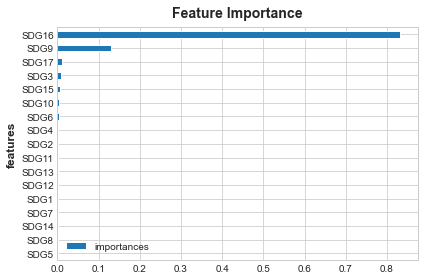 Feature Importance
SDG16
SDG9
SDG17
SDG3
SDG15
SDG10
SDG6
SDG4
SDG2
SDG11
SDG13
SDG12
SDG1
SDG7
SDG14
SDG8
SDG5
features
importances
0.0 0.1 0.2 0.3 0.4 0.5 0.6 0.7 0.8